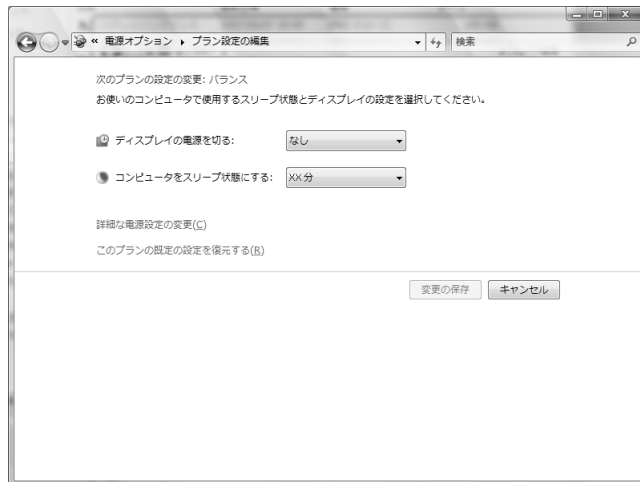 « 電源オプション ▸ プラン設定の編集 検索
次のプランの設定の変更: バランス
お使いのコンピュータで使用するスリープ状態とディスプレイの設定を選択してください。
ディスプレイの電源を切る: なし
コンピュータをスリープ状態にする: XX 分
詳細な電源設定の変更(C)
このプランの既定の設定を復元する(R)
変更の保存 キャンセル